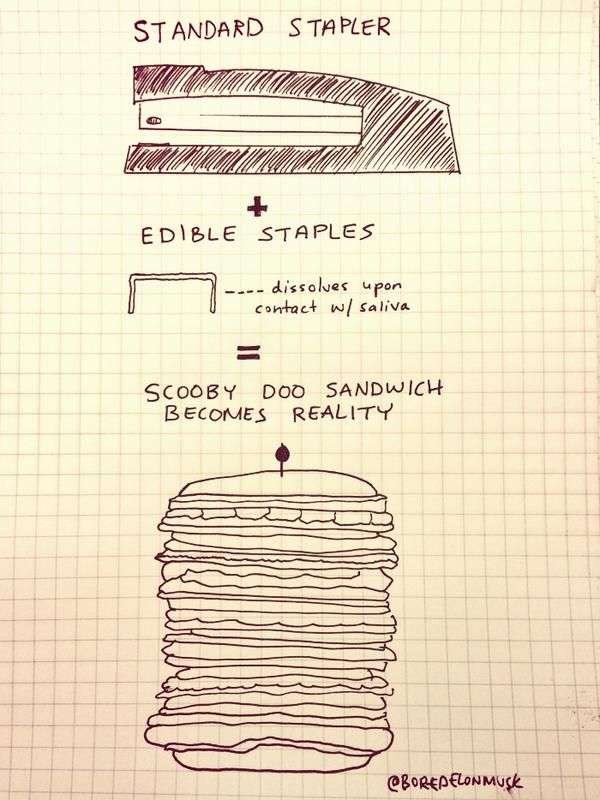 STANDARD STAPLER
+
EDIBLE STAPLES
---- dissolves upon
contact w/ saliva
=
SCOOBY DOO SANDWICH
BECOMES REALITY
@BOREDELONMUSK